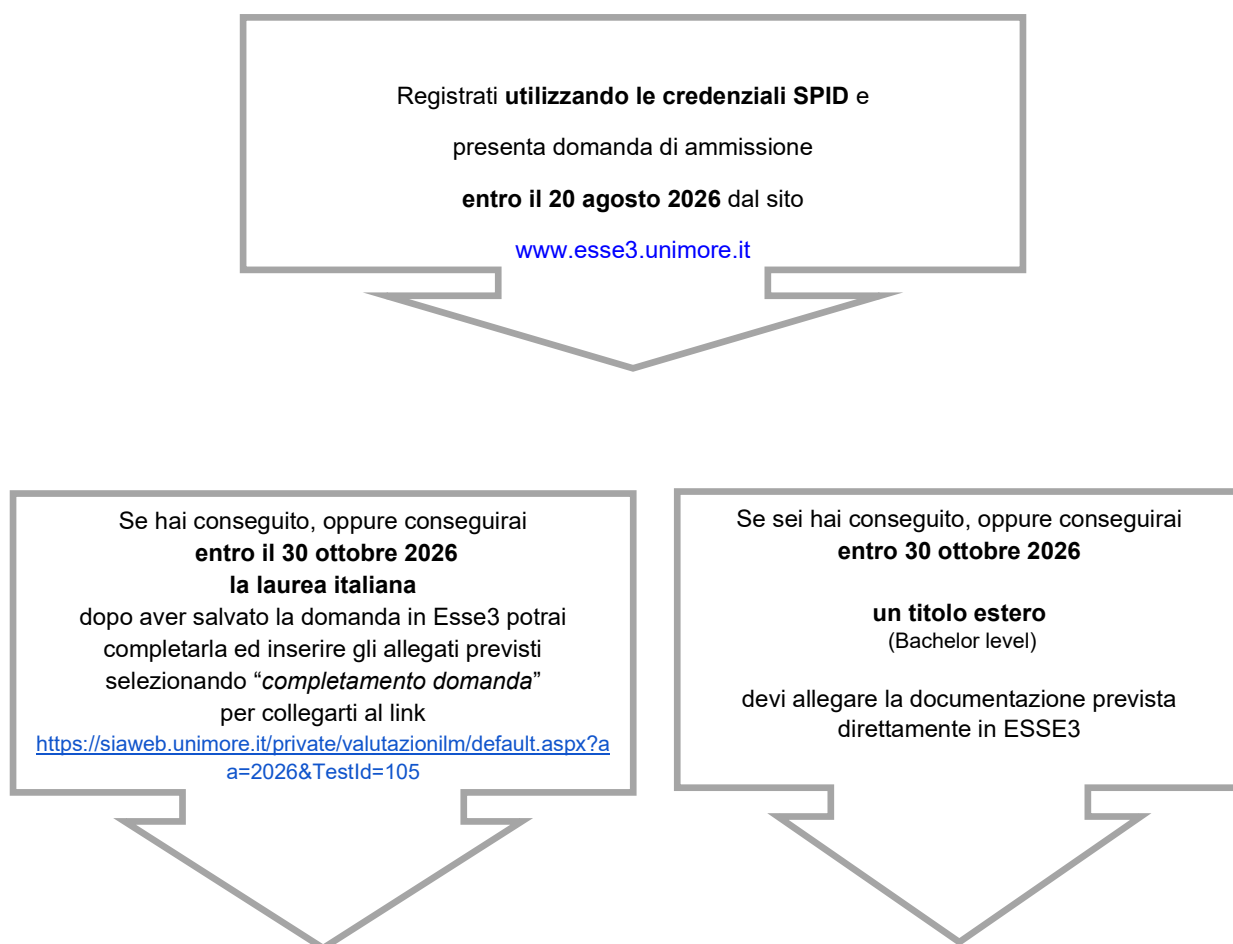 Registrati utilizzando le credenziali SPID e
presenta domanda di ammissione
entro il 20 agosto 2026 dal sito
www.esse3.unimore.it
Se hai conseguito, oppure conseguirai
entro il 30 ottobre 2026
la laurea italiana
dopo aver salvato la domanda in Esse3 potrai
completarla ed inserire gli allegati previsti
selezionando “completamento domanda”
per collegarti al link
https://siaweb.unimore.it/private/valutazionilm/default.aspx?a
a=2026&TestId=105
Se sei hai conseguito, oppure conseguirai
entro 30 ottobre 2026
un titolo estero
(Bachelor level)
devi allegare la documentazione prevista
direttamente in ESSE3